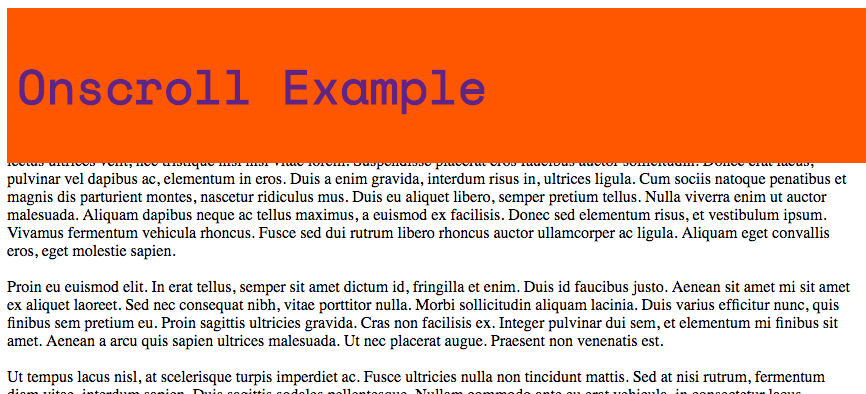 Onscroll Example
lectus ultrices velit, nec tristique nisl nisi vitae lorem. Suspendisse placerat eros faucibus auctor sollicitudin. Donec erat lacus,
pulvinar vel dapibus ac, elementum in eros. Duis a enim gravida, interdum risus in, ultrices ligula. Cum sociis natoque penatibus et
magnis dis parturient montes, nascetur ridiculus mus. Duis eu aliquet libero, semper pretium tellus. Nulla viverra enim ut auctor
malesuada. Aliquam dapibus neque ac tellus maximus, a euismod ex facilisis. Donec sed elementum risus, et vestibulum ipsum.
Vivamus fermentum vehicula rhoncus. Fusce sed dui rutrum libero rhoncus auctor ullamcorper ac ligula. Aliquam eget convallis
eros, eget molestie sapien.
Proin eu euismod elit. In erat tellus, semper sit amet dictum id, fringilla et enim. Duis id faucibus justo. Aenean sit amet mi sit amet
ex aliquet laoreet. Sed nec consequat nibh, vitae porttitor nulla. Morbi sollicitudin aliquam lacinia. Duis varius efficitur nunc, quis
finibus sem pretium eu. Proin sagittis ultricies gravida. Cras non facilisis ex. Integer pulvinar dui sem, et elementum mi finibus sit
amet. Aenean a arcu quis sapien ultrices malesuada. Ut nec placerat augue. Praesent non venenatis est.
Ut tempus lacus nisl, at scelerisque turpis imperdiet ac. Fusce ultricies nulla non tincidunt mattis. Sed at nisi rutrum, fermentum
diam vitae, interdum sapien. Duis sagittis sodales pellentesque. Nullam commodo ante eu erat vehicula, in consectetur lacus